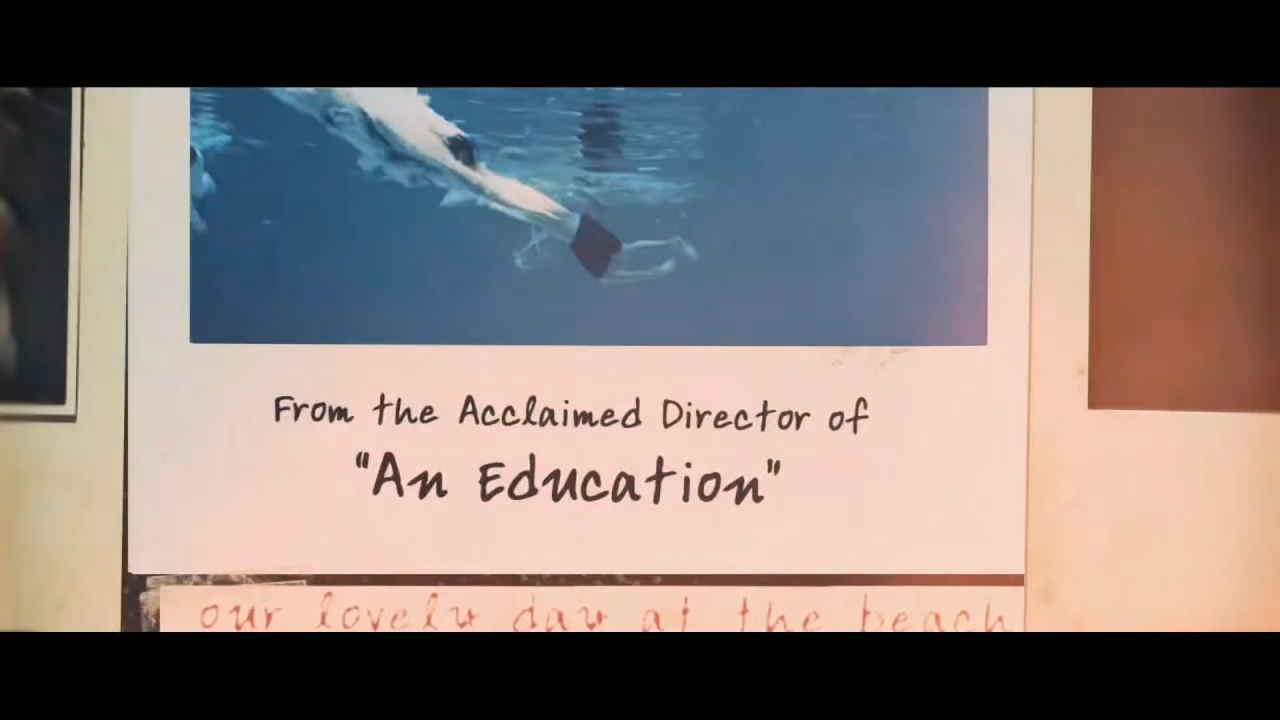 From the Acclaimed Director of
"An Education"
our lovely day at the beach